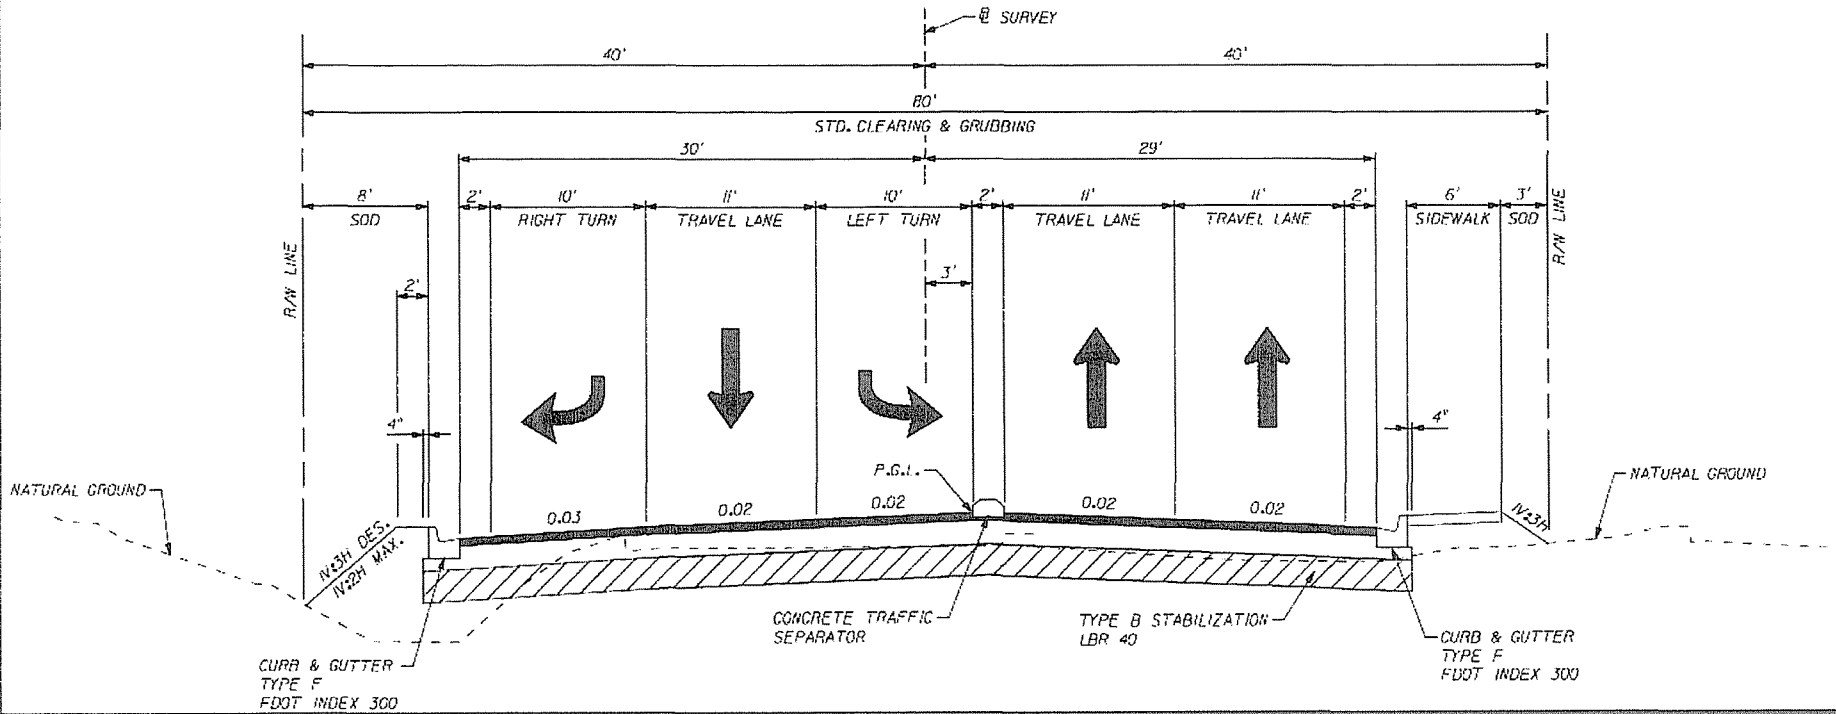 ℄ SURVEY
40' 40'
80'
STD. CLEARING & GRUBBING
30' 29'
8' 2' 10' 11' 10' 2' 11' 11' 2' 6' 3'
SOD RIGHT TURN TRAVEL LANE LEFT TURN TRAVEL LANE TRAVEL LANE SIDEWALK SOD
R/W LINE
R/W LINE
3'
2'
4"
4"
P.G.L.
NATURAL GROUND
NATURAL GROUND
0.03 0.02 0.02 0.02 0.02
1V:3H DES.
1V:2H MAX.
1V:3H
CONCRETE TRAFFIC
SEPARATOR
TYPE B STABILIZATION
LBR 40
CURB & GUTTER
TYPE F
FDOT INDEX 300
CURB & GUTTER
TYPE F
FDOT INDEX 300